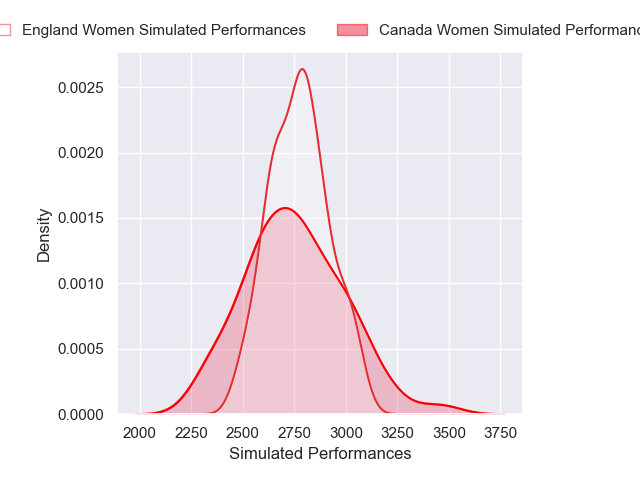 England Women Simulated Performances
Canada Women Simulated
0.0025
0.0020
0.0015
0.0010
0.0005
0.0000
Density
2000 2250 2500 2750 3000 3250 3500 3750
Simulated Performances